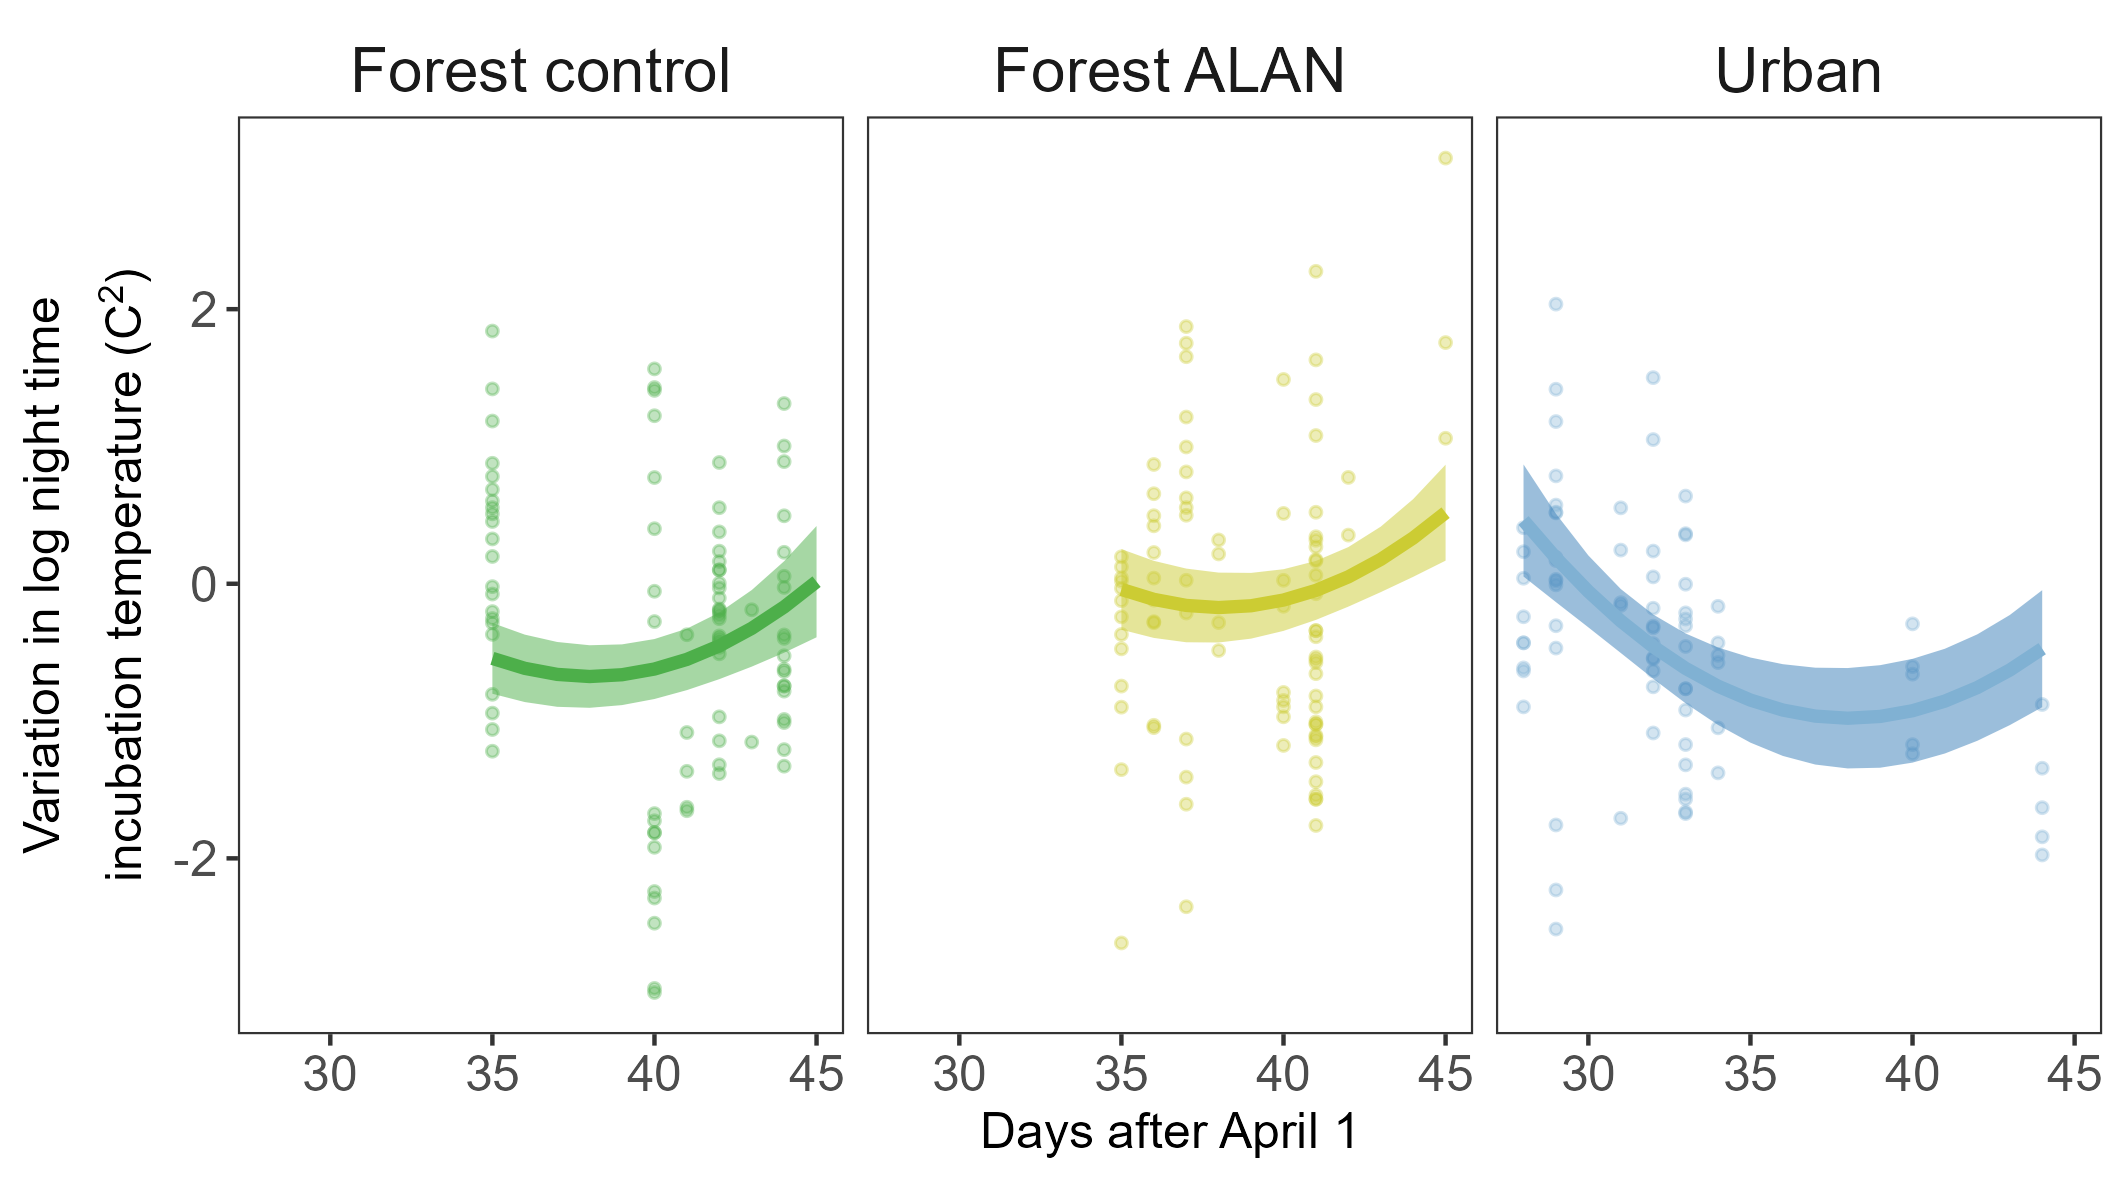 Forest control
Forest ALAN
Urban
Variation in log night time
incubation temperature (C²)
2
0
-2
30 35 40 45
30 35 40 45
30 35 40 45
Days after April 1